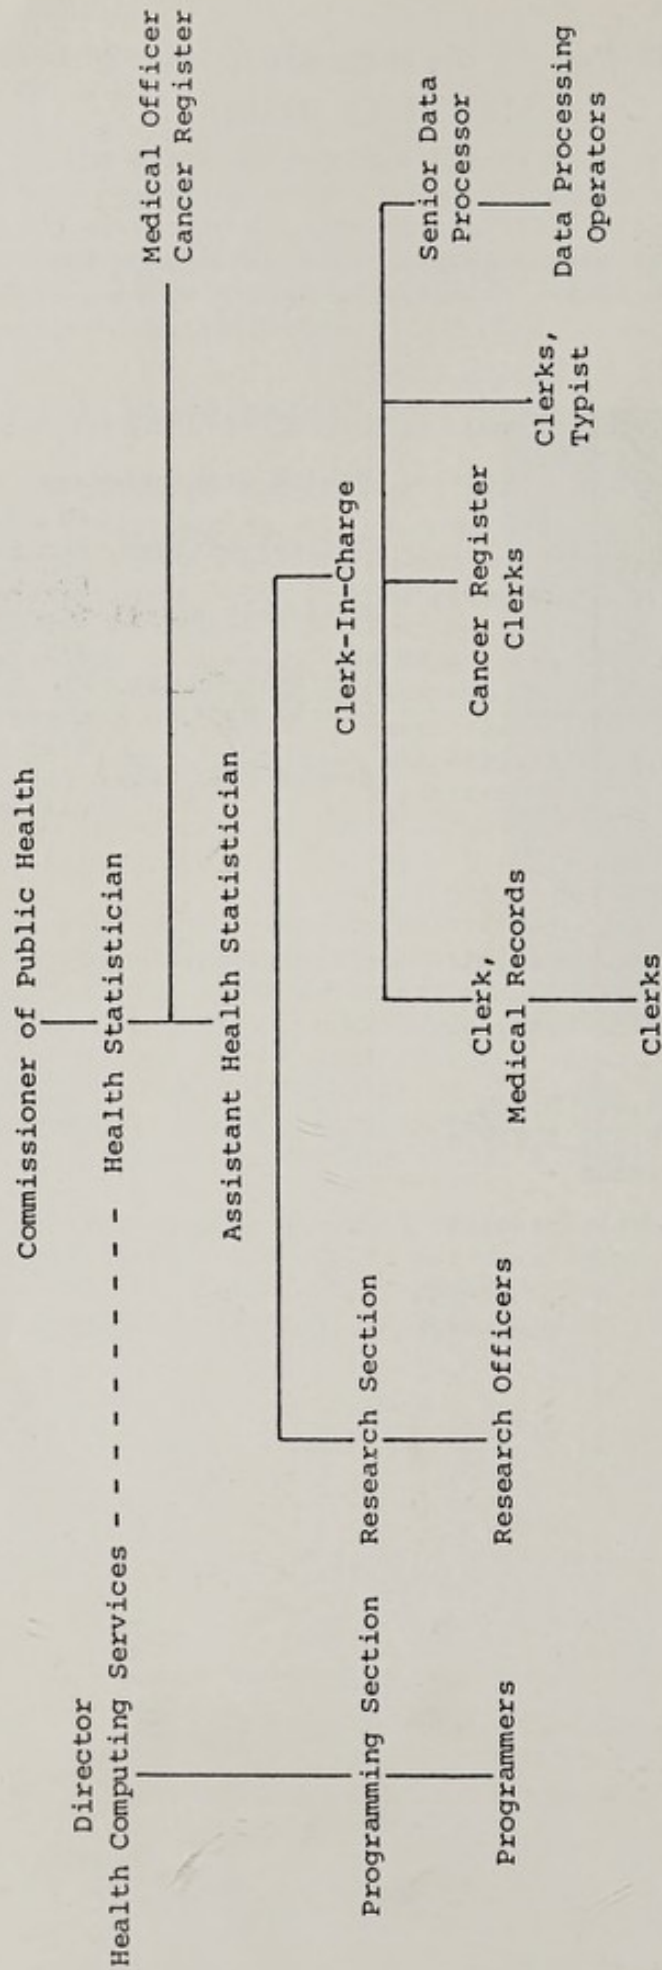 Commissioner of Public Health
Director
Health Computing Services - - - - - - - - Health Statistician
Medical Officer
Cancer Register
Assistant Health Statistician
Programming Section
Research Section
Clerk-In-Charge
Programmers
Research Officers
Clerk,
Medical Records
Cancer Register
Clerks
Clerks,
Typist
Senior Data
Processor
Data Processing
Operators
Clerks